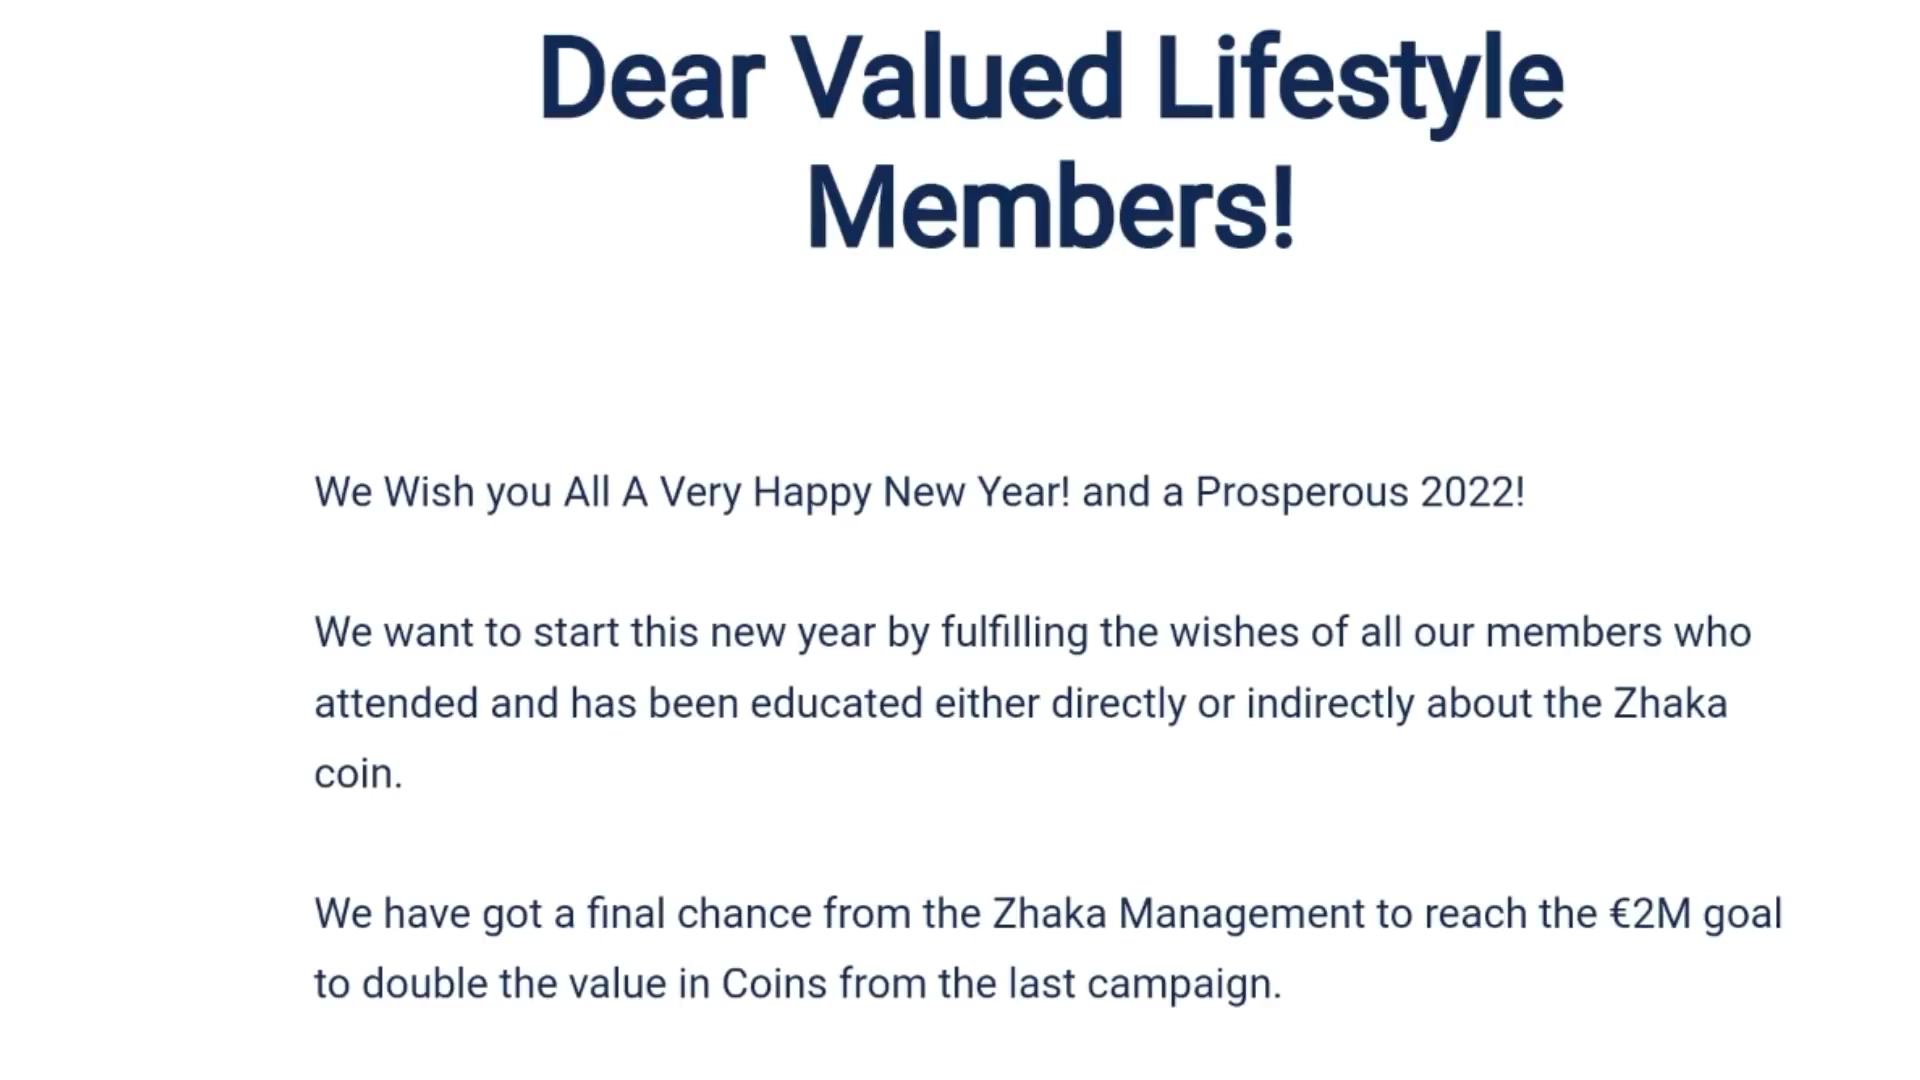 Dear Valued Lifestyle
Members!
We Wish you All A Very Happy New Year! and a Prosperous 2022!
We want to start this new year by fulfilling the wishes of all our members who
attended and has been educated either directly or indirectly about the Zhaka
coin.
We have got a final chance from the Zhaka Management to reach the €2M goal
to double the value in Coins from the last campaign.